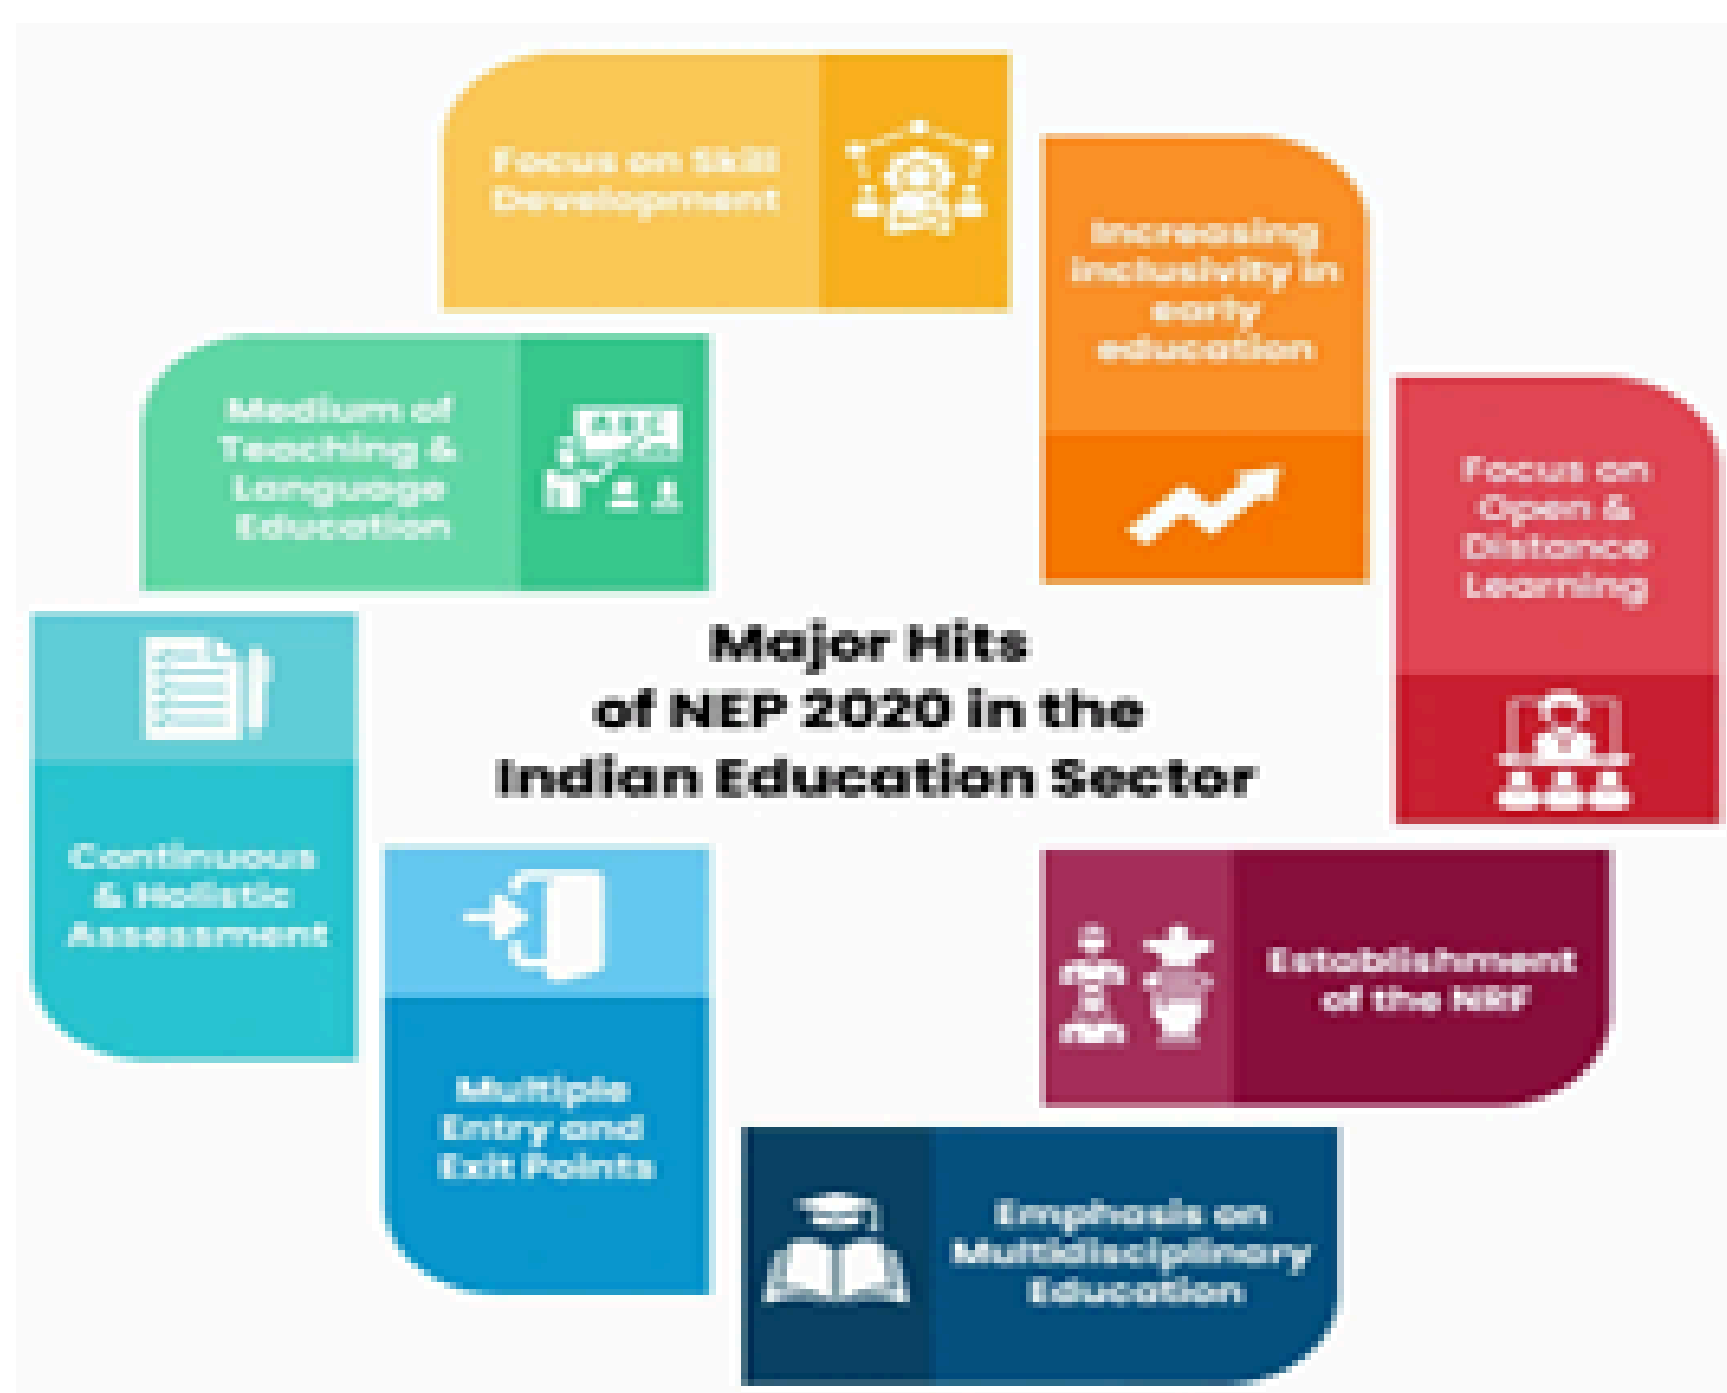 Focus on Skill
Development
Increasing
inclusivity in
early
education
Focus on
Open &
Distance
Learning
Medium of
Teaching &
Language
Education
Major Hits
of NEP 2020 in the
Indian Education Sector
Continuous
& Holistic
Assessment
Multiple
Entry and
Exit Points
Establishment
of the NRF
Emphasis on
Multidisciplinary
Education